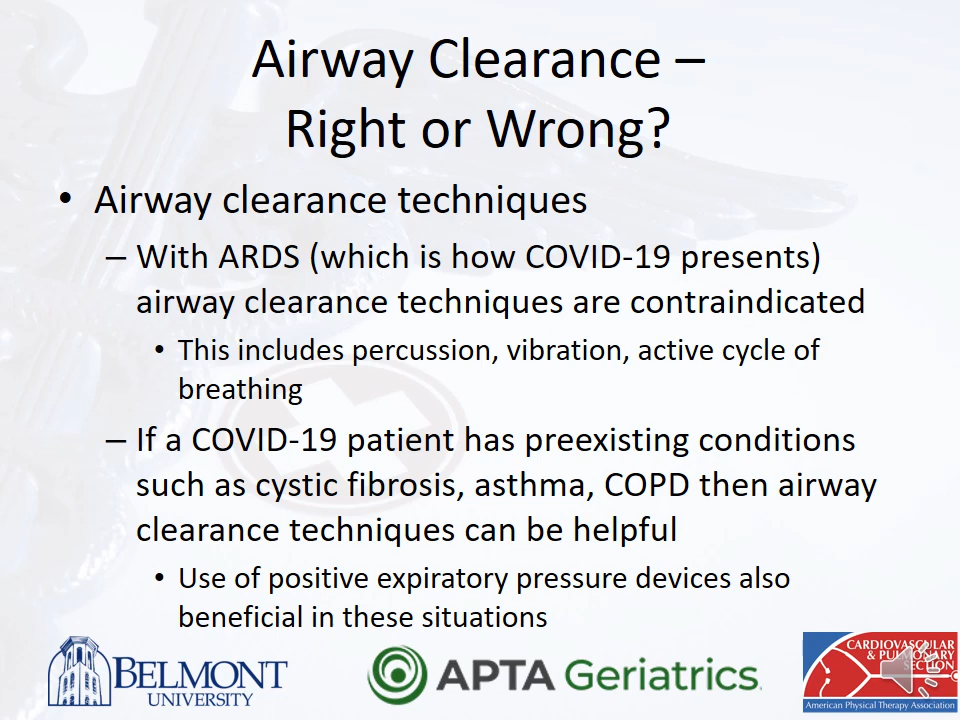 Airway Clearance –
Right or Wrong?
• Airway clearance techniques
– With ARDS (which is how COVID-19 presents)
airway clearance techniques are contraindicated
• This includes percussion, vibration, active cycle of
breathing
– If a COVID-19 patient has preexisting conditions
such as cystic fibrosis, asthma, COPD then airway
clearance techniques can be helpful
• Use of positive expiratory pressure devices also
beneficial in these situations
BELMONT
UNIVERSITY
APTA Geriatrics
CARDIOVASCULAR
& PULMONARY
SECTION
American Physical Therapy Association